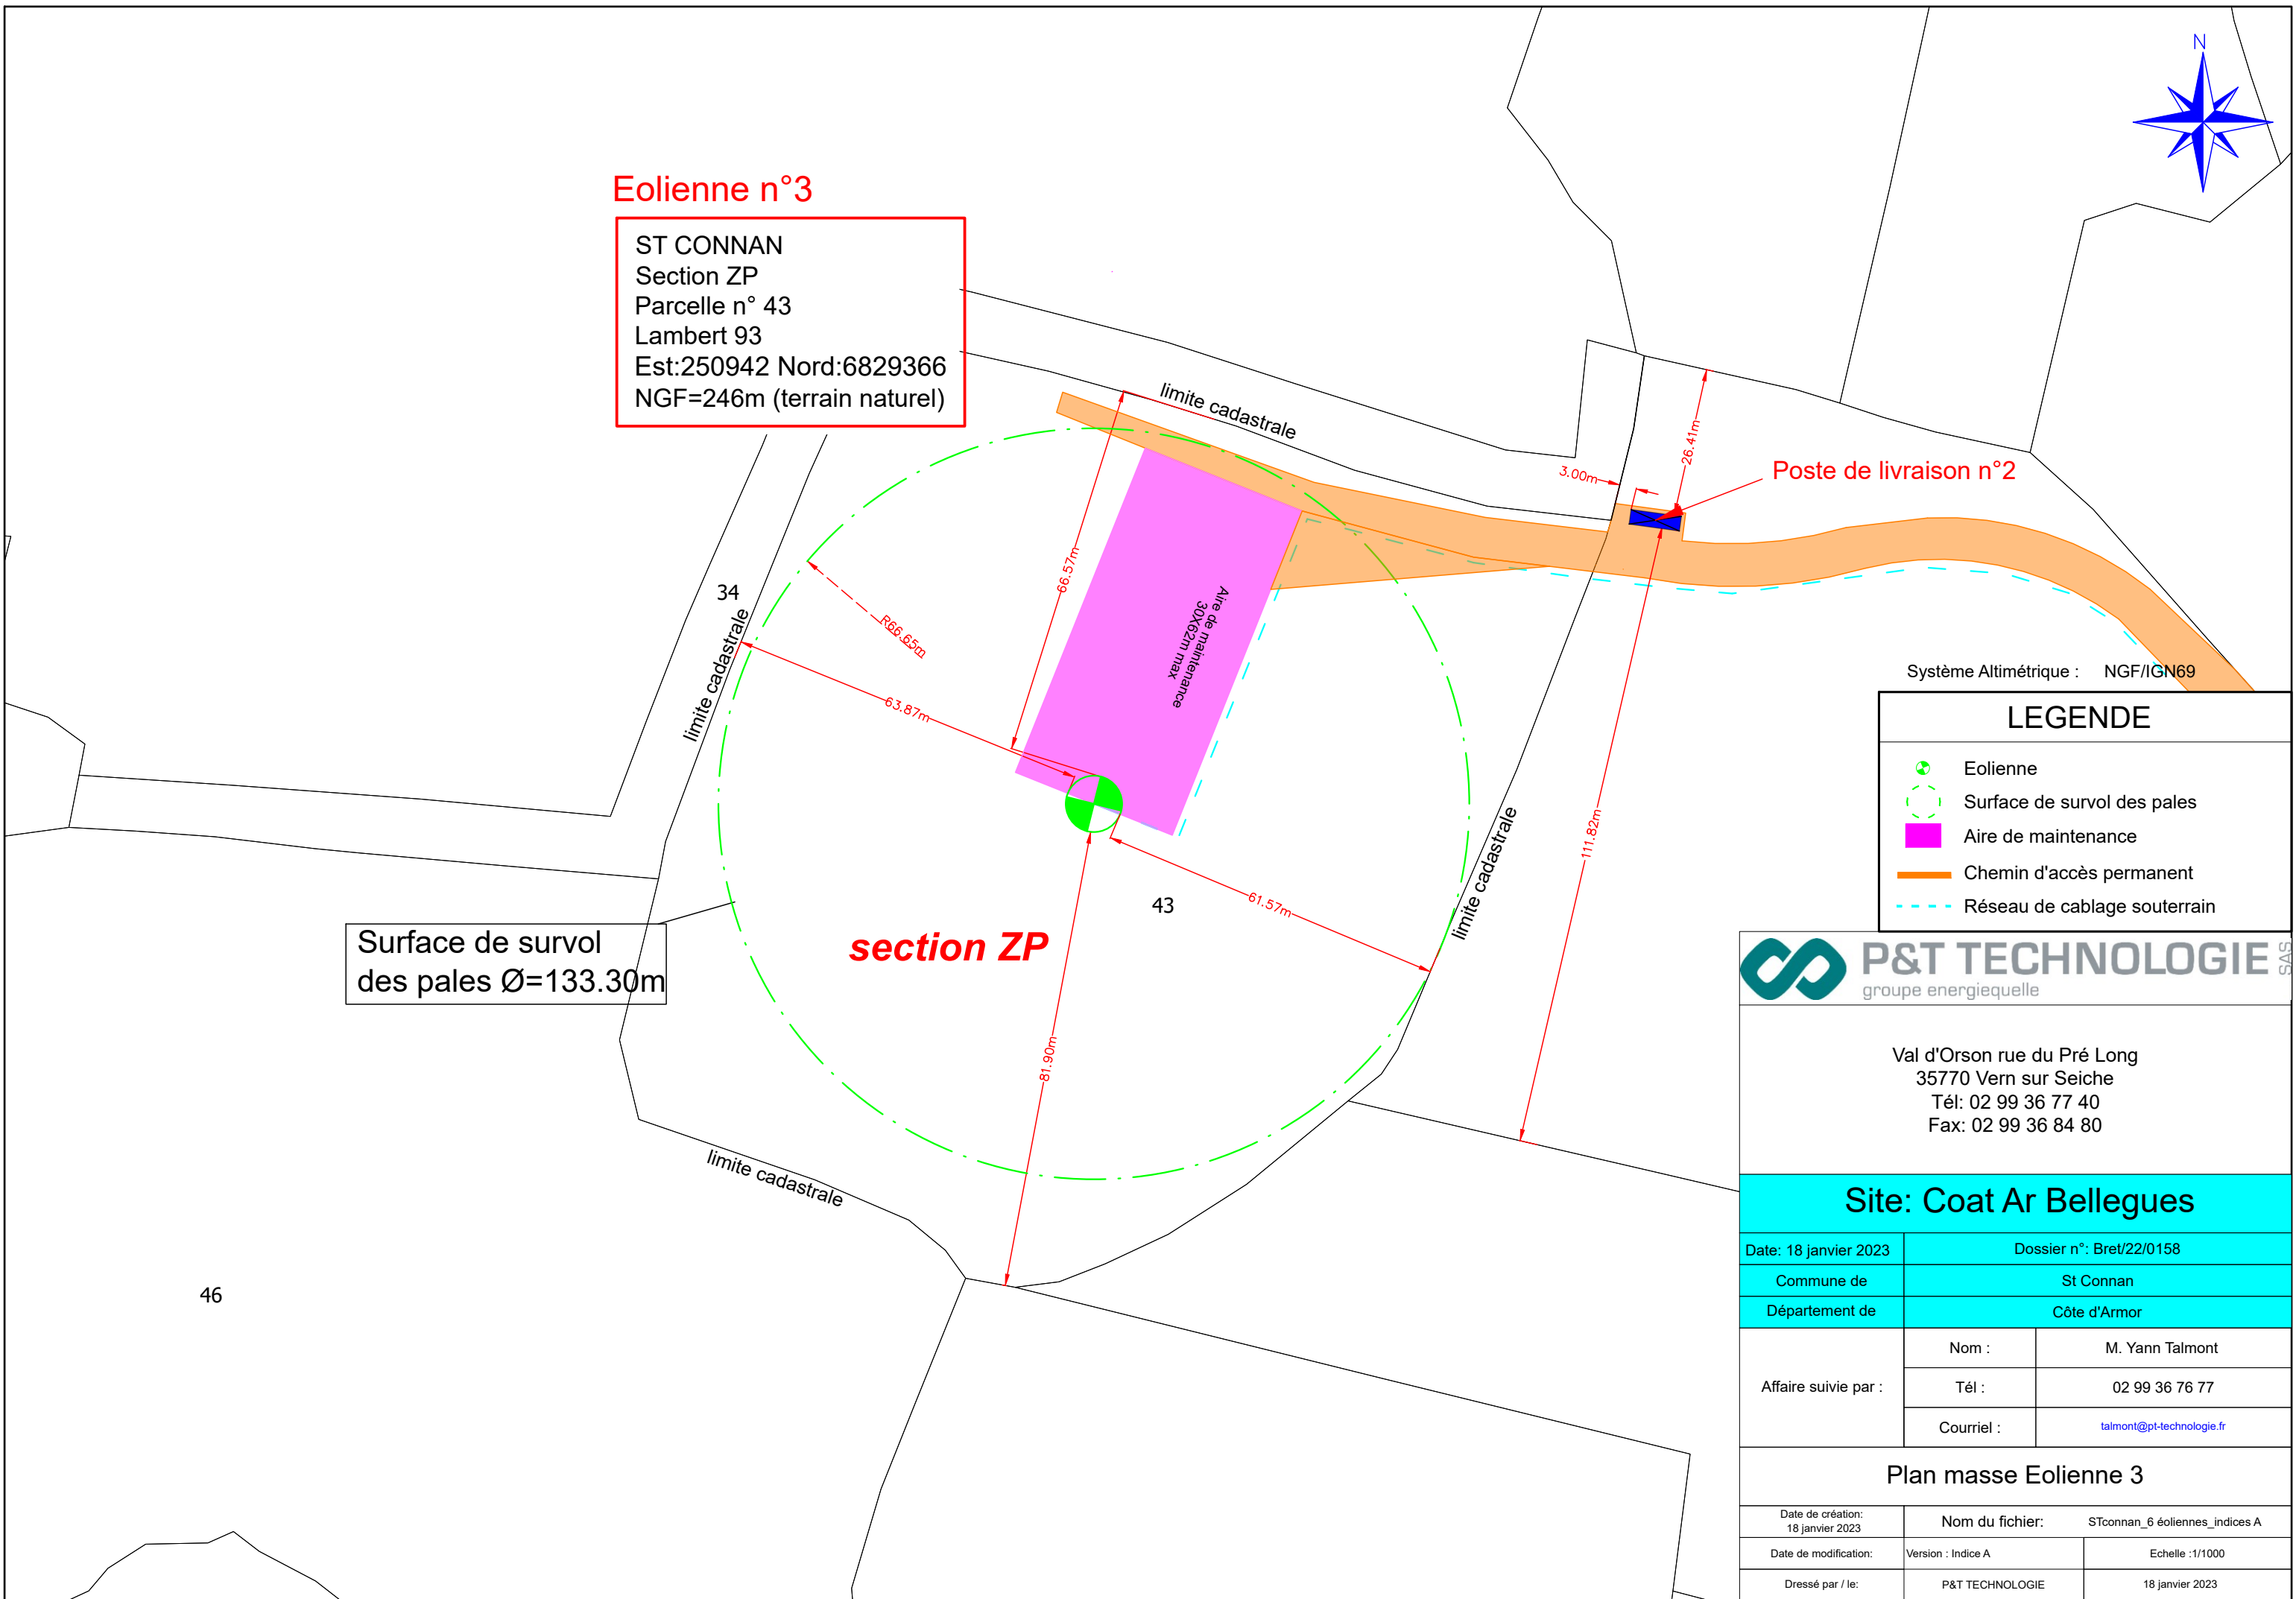 N
Eolienne n°3
ST CONNAN
Section ZP
Parcelle n° 43
Lambert 93
Est:250942 Nord:6829366
NGF=246m (terrain naturel)
limite cadastrale
26.41m
3.00m
Poste de livraison n°2
66.57m
34
limite cadastrale
R66.65m
Aire de maintenance
30X62m max
63.87m
Système Altimétrique : NGF/IGN69
LEGENDE
Eolienne
Surface de survol des pales
Aire de maintenance
Chemin d'accès permanent
Réseau de cablage souterrain
111.82m
limite cadastrale
61.57m
43
section ZP
Surface de survol
des pales Ø=133.30m
81.90m
limite cadastrale
46
P&T TECHNOLOGIE SAS
groupe energiequelle
Val d'Orson rue du Pré Long
35770 Vern sur Seiche
Tél: 02 99 36 77 40
Fax: 02 99 36 84 80
Site: Coat Ar Bellegues
Date: 18 janvier 2023 Dossier n°: Bret/22/0158
Commune de St Connan
Département de Côte d'Armor
Affaire suivie par :
Nom : M. Yann Talmont
Tél : 02 99 36 76 77
Courriel : talmont@pt-technologie.fr
Plan masse Eolienne 3
Date de création:
18 janvier 2023
Nom du fichier: STconnan_6 éoliennes_indices A
Date de modification: Version : Indice A Echelle :1/1000
Dressé par / le: P&T TECHNOLOGIE 18 janvier 2023